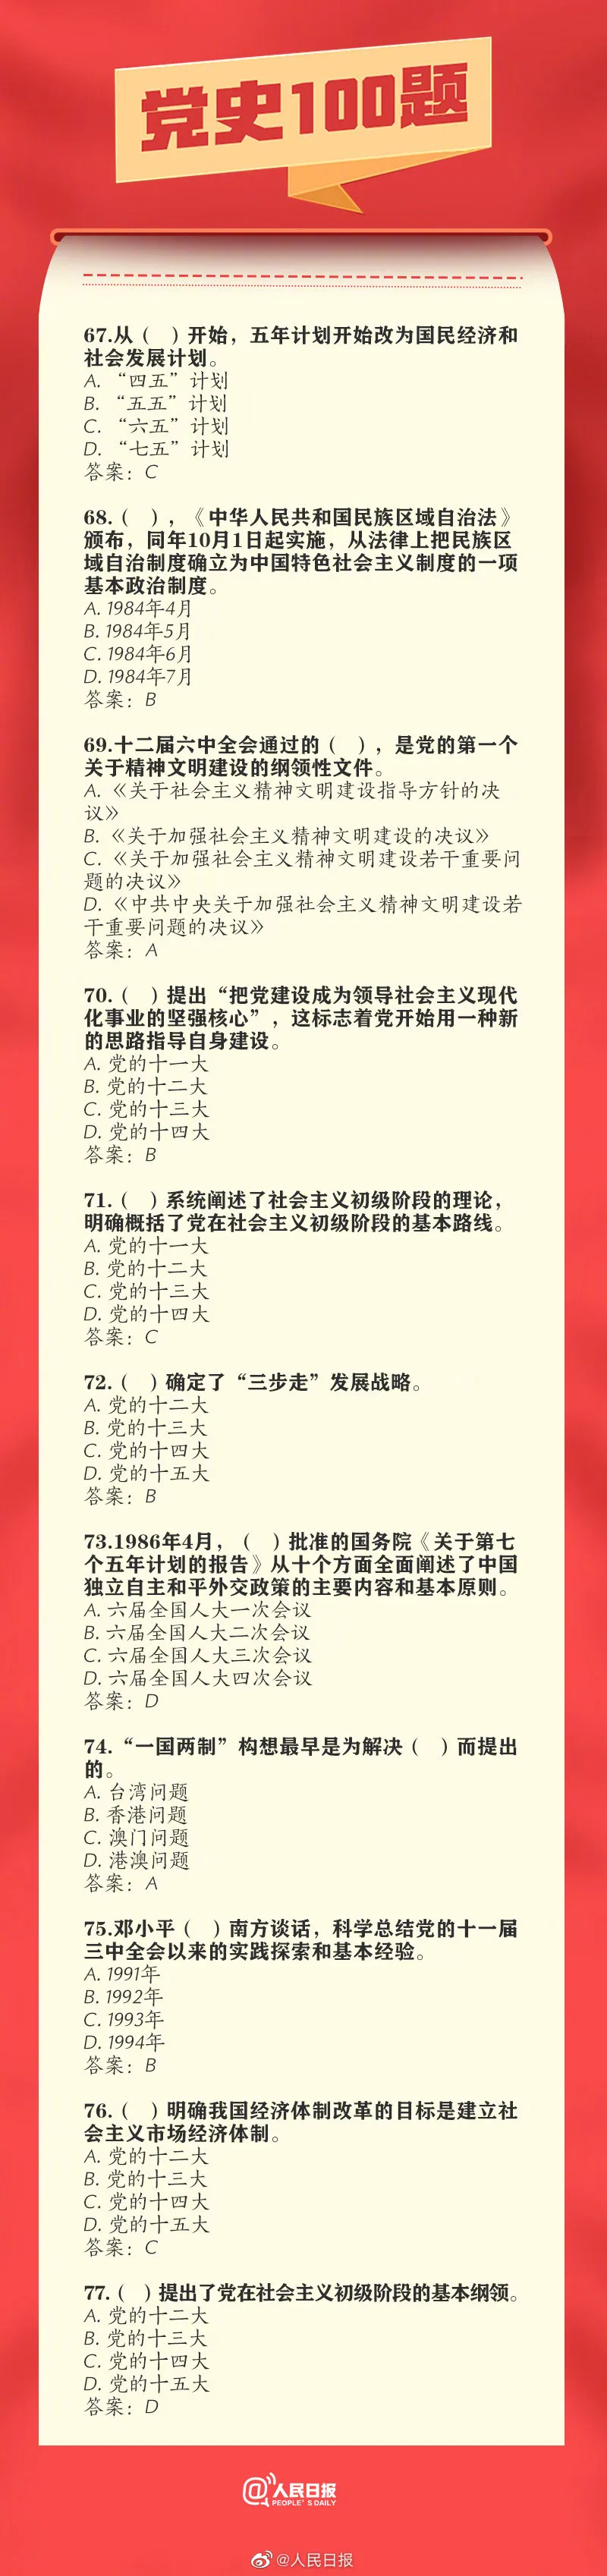 党史100题
67.从（ ）开始，五年计划开始改为国民经济和
社会发展计划。
A. “四五”计划
B. “五五”计划
C. “六五”计划
D. “七五”计划
答案：C
68.（ ），《中华人民共和国民族区域自治法》
颁布，同年10月1日起实施，从法律上把民族区
域自治制度确立为中国特色社会主义制度的一项
基本政治制度。
A. 1984年4月
B. 1984年5月
C. 1984年6月
D. 1984年7月
答案：B
69.十二届六中全会通过的（ ），是党的第一个
关于精神文明建设的纲领性文件。
A.《关于社会主义精神文明建设指导方针的决
议》
B.《关于加强社会主义精神文明建设的决议》
C.《关于加强社会主义精神文明建设若干重要问
题的决议》
D.《中共中央关于加强社会主义精神文明建设若
干重要问题的决议》
答案：A
70.（ ）提出“把党建设成为领导社会主义现代
化事业的坚强核心”，这标志着党开始用一种新
的思路指导自身建设。
A. 党的十一大
B. 党的十二大
C. 党的十三大
D. 党的十四大
答案：B
71.（ ）系统阐述了社会主义初级阶段的理论，
明确概括了党在社会主义初级阶段的基本路线。
A. 党的十一大
B. 党的十二大
C. 党的十三大
D. 党的十四大
答案：C
72.（ ）确定了“三步走”发展战略。
A. 党的十二大
B. 党的十三大
C. 党的十四大
D. 党的十五大
答案：B
73.1986年4月，（ ）批准的国务院《关于第七
个五年计划的报告》从十个方面全面阐述了中国
独立自主和平外交政策的主要内容和基本原则。
A. 六届全国人大一次会议
B. 六届全国人大二次会议
C. 六届全国人大三次会议
D. 六届全国人大四次会议
答案：D
74.“一国两制”构想最早是为解决（ ）而提出
的。
A. 台湾问题
B. 香港问题
C. 澳门问题
D. 港澳问题
答案：A
75.邓小平（ ）南方谈话，科学总结党的十一届
三中全会以来的实践探索和基本经验。
A. 1991年
B. 1992年
C. 1993年
D. 1994年
答案：B
76.（ ）明确我国经济体制改革的目标是建立社
会主义市场经济体制。
A. 党的十二大
B. 党的十三大
C. 党的十四大
D. 党的十五大
答案：C
77.（ ）提出了党在社会主义初级阶段的基本纲领。
A. 党的十二大
B. 党的十三大
C. 党的十四大
D. 党的十五大
答案：D
@人民日报
PEOPLE'S DAILY
@人民日报